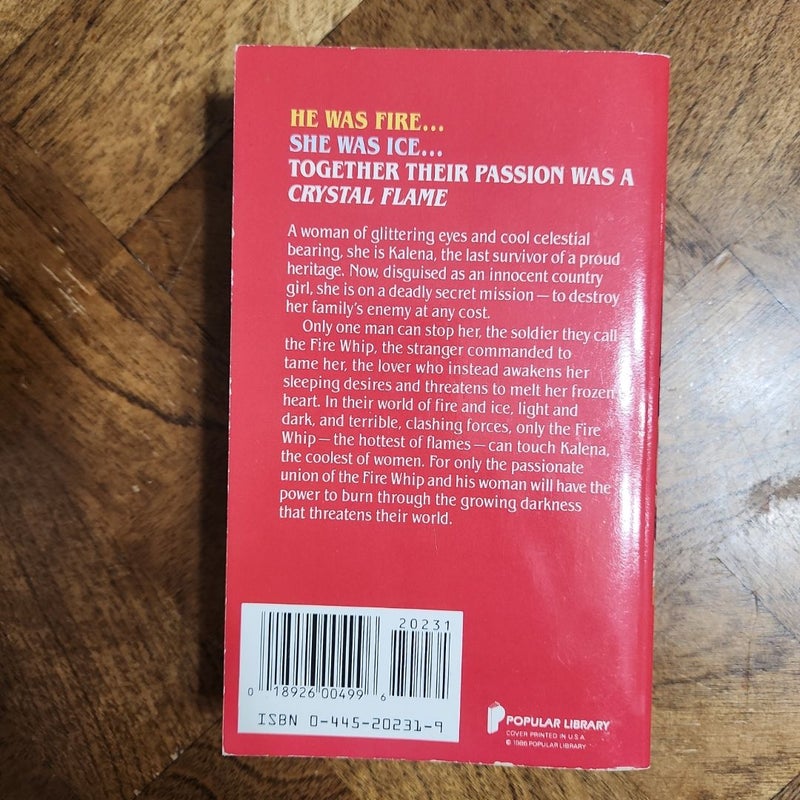 HE WAS FIRE...
SHE WAS ICE...
TOGETHER THEIR PASSION WAS A
CRYSTAL FLAME
A woman of glittering eyes and cool celestial
bearing, she is Kalena, the last survivor of a proud
heritage. Now, disguised as an innocent country
girl, she is on a deadly secret mission — to destroy
her family's enemy at any cost.
Only one man can stop her, the soldier they call
the Fire Whip, the stranger commanded to
tame her, the lover who instead awakens her
sleeping desires and threatens to melt her frozen
heart. In their world of fire and ice, light and
dark, and terrible, clashing forces, only the Fire
Whip — the hottest of flames — can touch Kalena,
the coolest of women. For only the passionate
union of the Fire Whip and his woman will have the
power to burn through the growing darkness
that threatens their world.
20231
0 18926 00499 6
ISBN 0-445-20231-9
POPULAR LIBRARY
COVER PRINTED IN U.S.A.
© 1986 POPULAR LIBRARY